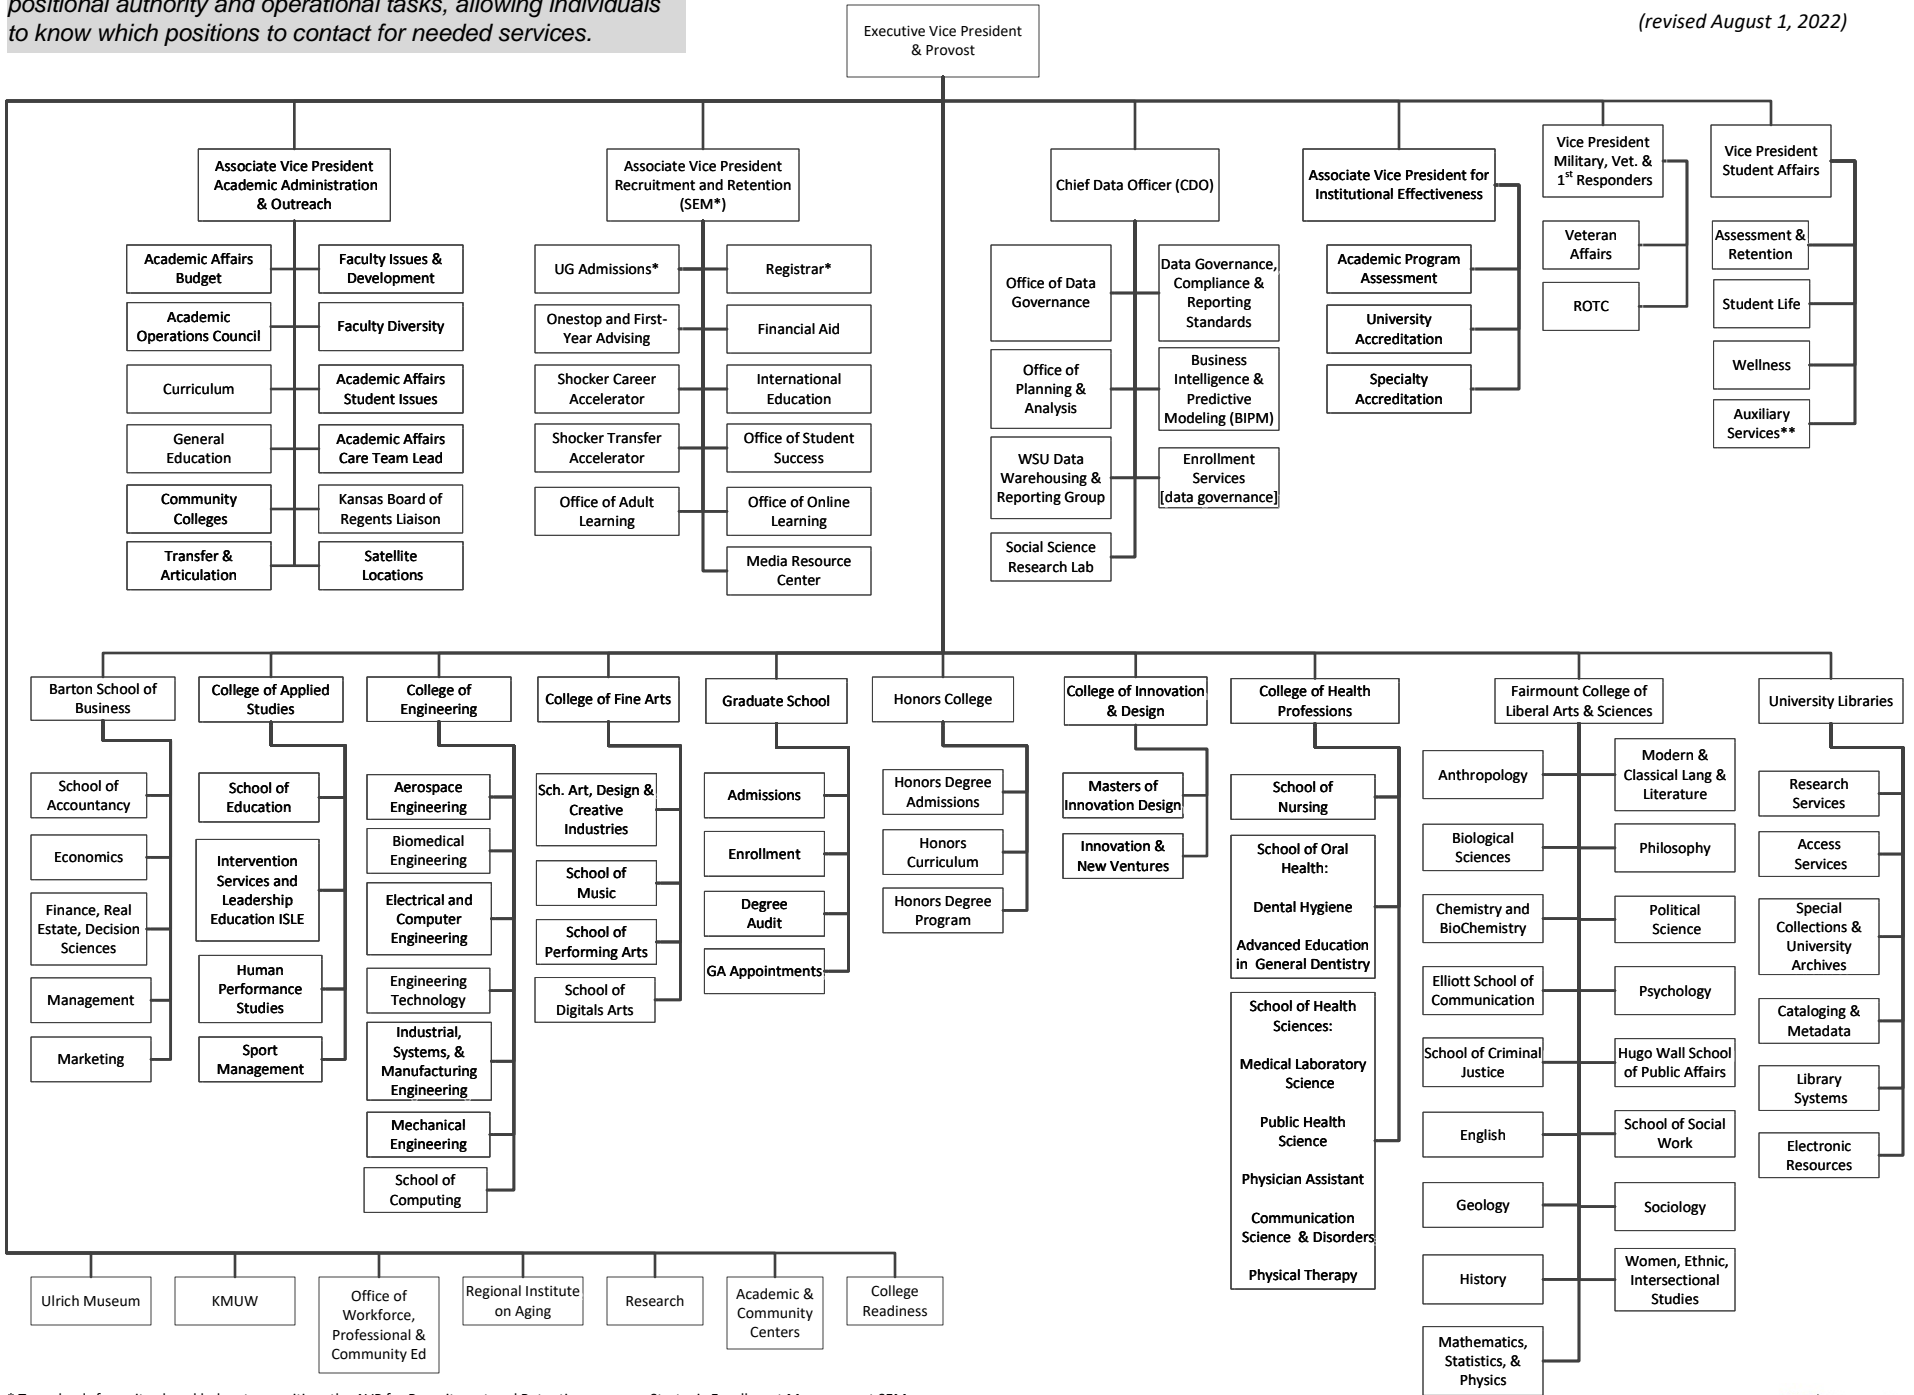 positional authority and operational tasks, allowing individuals
to know which positions to contact for needed services.
(revised August 1, 2022)
Executive Vice President
& Provost
Associate Vice President
Academic Administration
& Outreach
Academic Affairs
Budget
Faculty Issues &
Development
Academic
Operations Council
Faculty Diversity
Curriculum
Academic Affairs
Student Issues
General
Education
Academic Affairs
Care Team Lead
Community
Colleges
Kansas Board of
Regents Liaison
Transfer &
Articulation
Satellite
Locations
Associate Vice President
Recruitment and Retention
(SEM*)
UG Admissions*
Registrar*
Onestop and First-
Year Advising
Financial Aid
Shocker Career
Accelerator
International
Education
Shocker Transfer
Accelerator
Office of Student
Success
Office of Adult
Learning
Office of Online
Learning
Media Resource
Center
Chief Data Officer (CDO)
Office of Data
Governance
Data Governance,
Compliance &
Reporting
Standards
Office of
Planning &
Analysis
Business
Intelligence &
Predictive
Modeling (BIPM)
WSU Data
Warehousing &
Reporting Group
Enrollment
Services
[data governance]
Social Science
Research Lab
Associate Vice President for
Institutional Effectiveness
Academic Program
Assessment
University
Accreditation
Specialty
Accreditation
Vice President
Military, Vet. &
1st Responders
Veteran
Affairs
ROTC
Vice President
Student Affairs
Assessment &
Retention
Student Life
Wellness
Auxiliary
Services**
Barton School of
Business
School of
Accountancy
Economics
Finance, Real
Estate, Decision
Sciences
Management
Marketing
College of Applied
Studies
School of
Education
Intervention
Services and
Leadership
Education ISLE
Human
Performance
Studies
Sport
Management
College of
Engineering
Aerospace
Engineering
Biomedical
Engineering
Electrical and
Computer
Engineering
Engineering
Technology
Industrial,
Systems, &
Manufacturing
Engineering
Mechanical
Engineering
School of
Computing
College of Fine Arts
Sch. Art, Design &
Creative
Industries
School of
Music
School of
Performing Arts
School of
Digitals Arts
Graduate School
Admissions
Enrollment
Degree
Audit
GA Appointments
Honors College
Honors Degree
Admissions
Honors
Curriculum
Honors Degree
Program
College of Innovation
& Design
Masters of
Innovation Design
Innovation &
New Ventures
College of Health
Professions
School of
Nursing
School of Oral
Health:
Dental Hygiene
Advanced Education
in General Dentistry
School of Health
Sciences:
Medical Laboratory
Science
Public Health
Science
Physician Assistant
Communication
Science & Disorders
Physical Therapy
Fairmount College of
Liberal Arts & Sciences
Anthropology
Modern &
Classical Lang &
Literature
Biological
Sciences
Philosophy
Chemistry and
BioChemistry
Political
Science
Elliott School of
Communication
Psychology
School of Criminal
Justice
Hugo Wall School
of Public Affairs
English
School of Social
Work
Geology
Sociology
History
Women, Ethnic,
Intersectional
Studies
Mathematics,
Statistics, &
Physics
University Libraries
Research
Services
Access
Services
Special
Collections &
University
Archives
Cataloging &
Metadata
Library
Systems
Electronic
Resources
Ulrich Museum
KMUW
Office of
Workforce,
Professional &
Community Ed
Regional Institute
on Aging
Research
Academic &
Community
Centers
College
Readiness